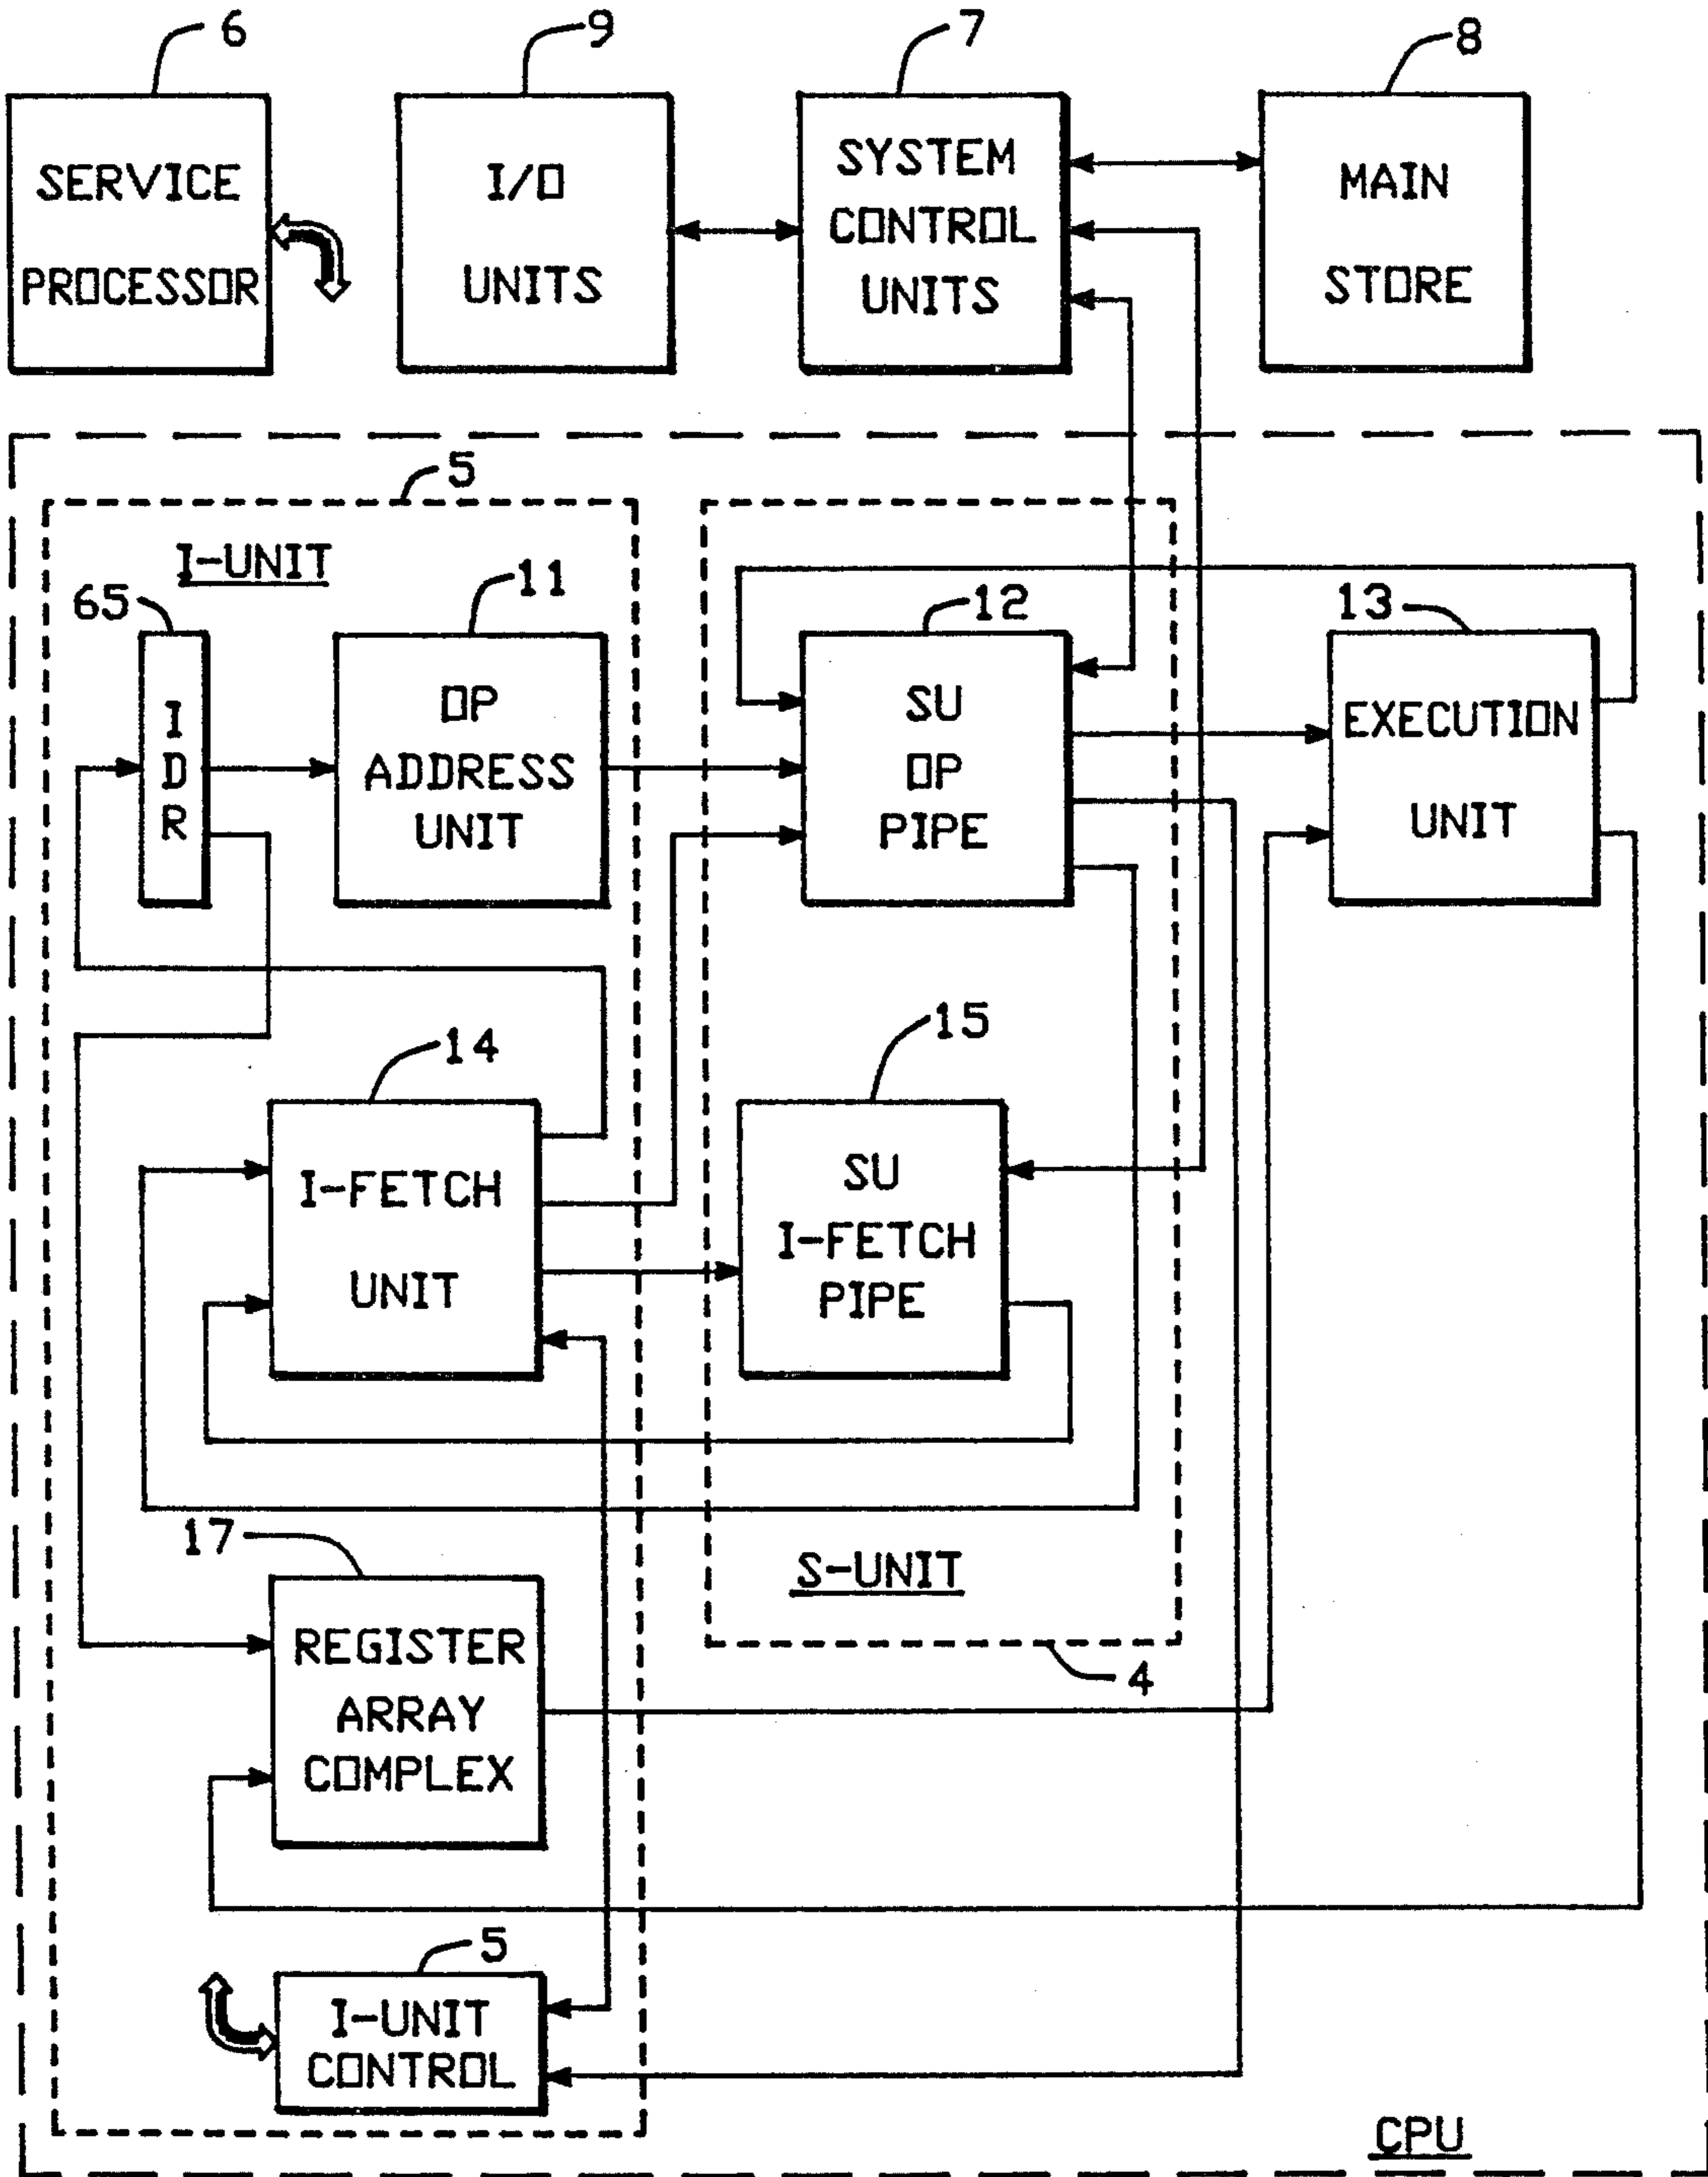 6
9
7
8
SERVICE
PROCESSOR
I/O
UNITS
SYSTEM
CONTROL
UNITS
MAIN
STORE
5
I-UNIT
65
11
12
13
I
D
R
OP
ADDRESS
UNIT
SU
OP
PIPE
EXECUTION
UNIT
14
15
I-FETCH
UNIT
SU
I-FETCH
PIPE
17
S-UNIT
4
REGISTER
ARRAY
COMPLEX
5
I-UNIT
CONTROL
CPU